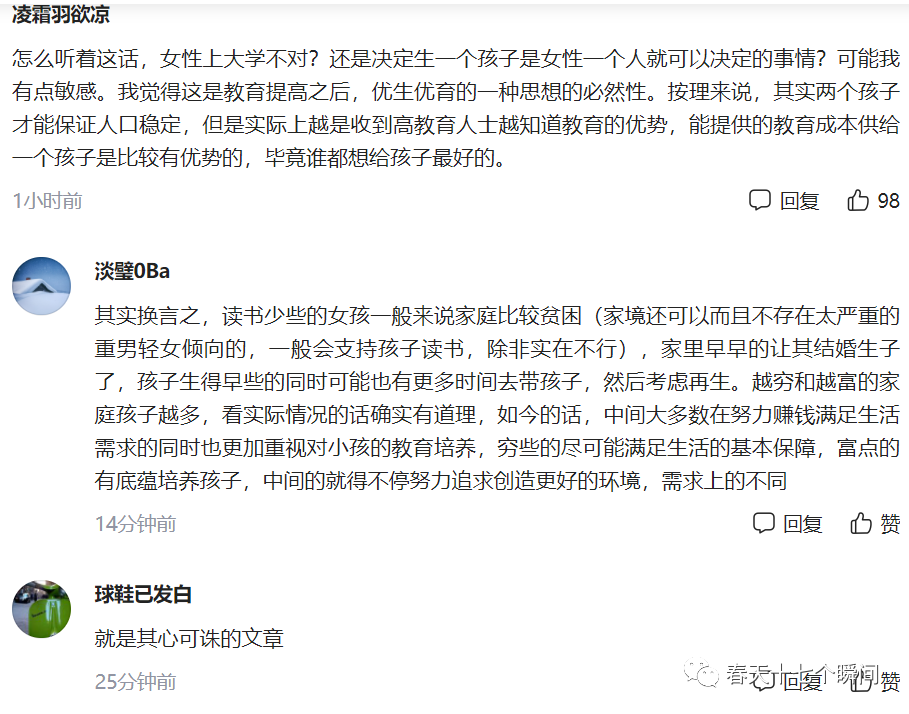 凌霜羽欲凉
怎么听着这话，女性上大学不对？还是决定生一个孩子是女性一个人就可以决定的事情？可能我
有点敏感。我觉得这是教育提高之后，优生优育的一种思想的必然性。按理来说，其实两个孩子
才能保证人口稳定，但是实际上越是收到高教育人士越知道教育的优势，能提供的教育成本供给
一个孩子是比较有优势的，毕竟谁都想给孩子最好的。
1小时前 回复 98
淡璧0Ba
其实换言之，读书少些的女孩一般来说家庭比较贫困（家境还可以而且不存在太严重的
重男轻女倾向的，一般会支持孩子读书，除非实在不行），家里早早的让其结婚生子
了，孩子生得早些的同时可能也有更多时间去带孩子，然后考虑再生。越穷和越富的家
庭孩子越多，看实际情况的话确实有道理，如今的话，中间大多数在努力赚钱满足生活
需求的同时也更加重视对小孩的教育培养，穷些的尽可能满足生活的基本保障，富点的
有底蕴培养孩子，中间的就得不停努力追求创造更好的环境，需求上的不同
14分钟前 回复 赞
球鞋已发白
就是其心可诛的文章
春天十七个瞬间
25分钟前 回复 赞